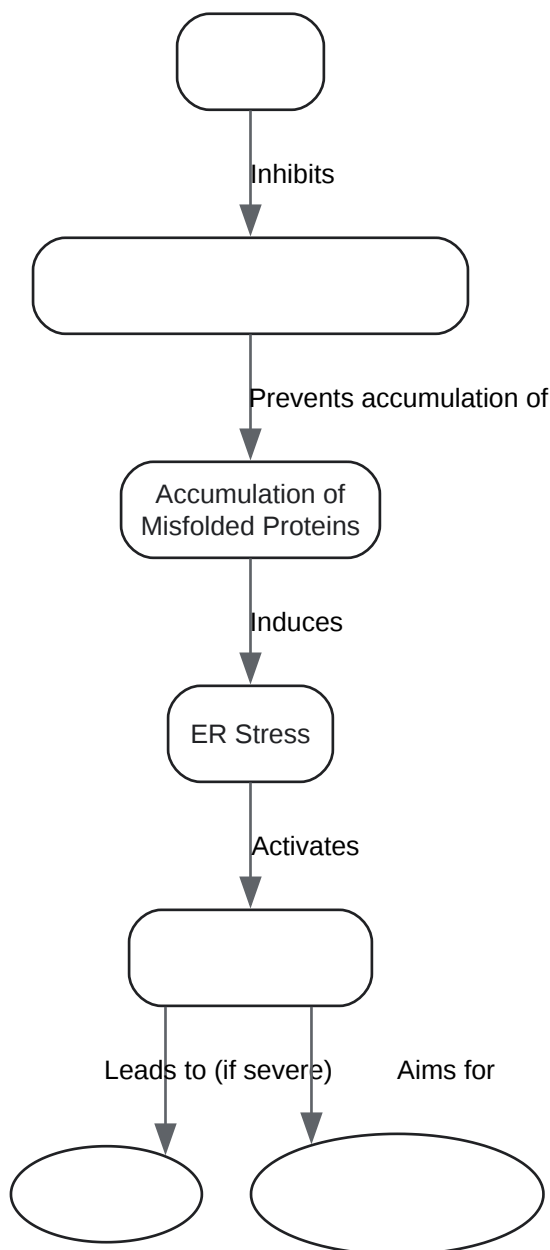 Inhibits
Prevents accumulation of
Accumulation of
Misfolded Proteins
Induces
ER Stress
Activates
Leads to (if severe)
Aims for